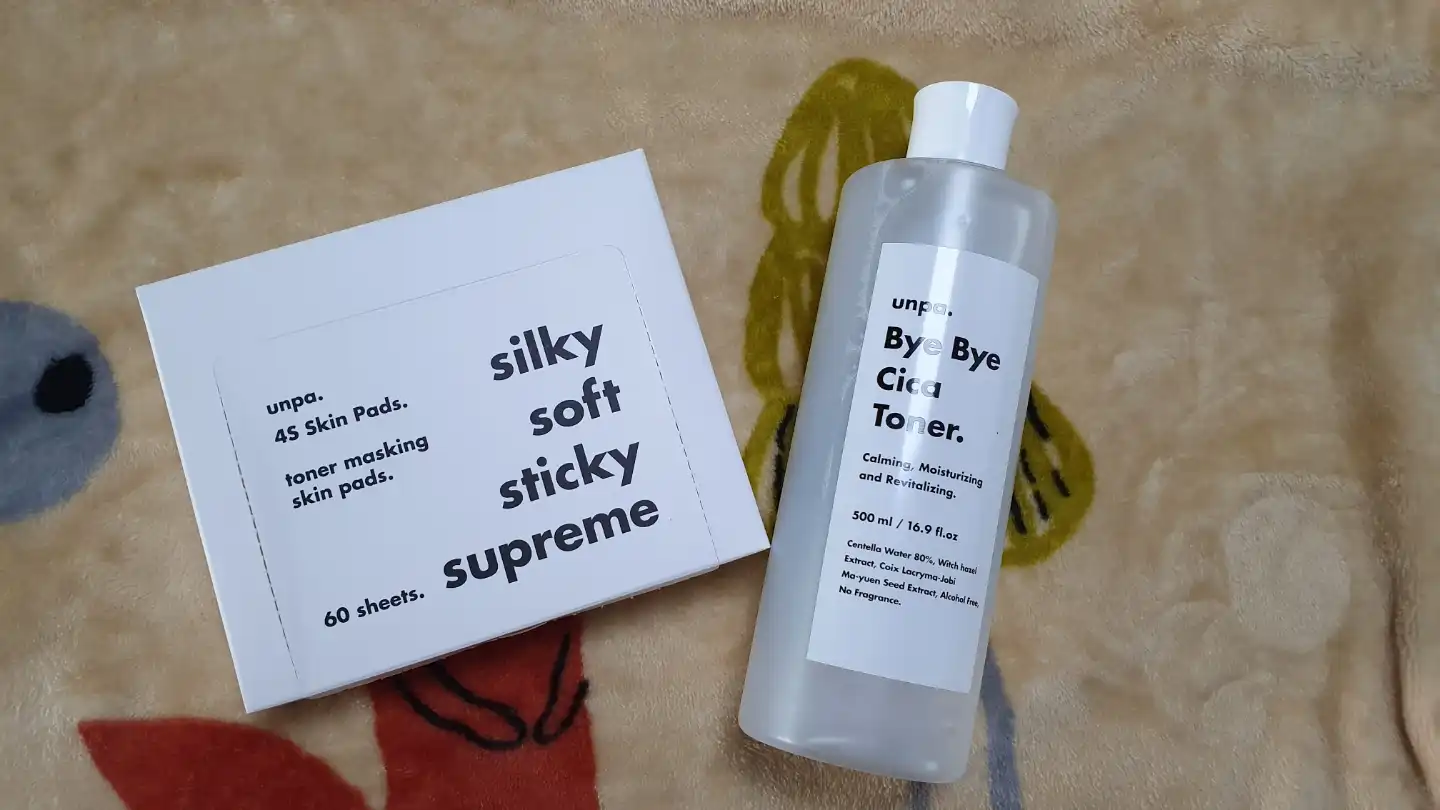 unpa.
4S Skin Pads.
toner masking
skin pads.
60 sheets.
silky
soft
sticky
supreme
unpa.
Bye Bye
Cica
Toner.
Calming, Moisturizing
and Revitalizing.
500 ml / 16.9 fl.oz
Centella Water 80%, Witch hazel
Extract, Coix Lacryma-Jobi
Ma-yuen Seed Extract, Alcohol Free,
No Fragrance.